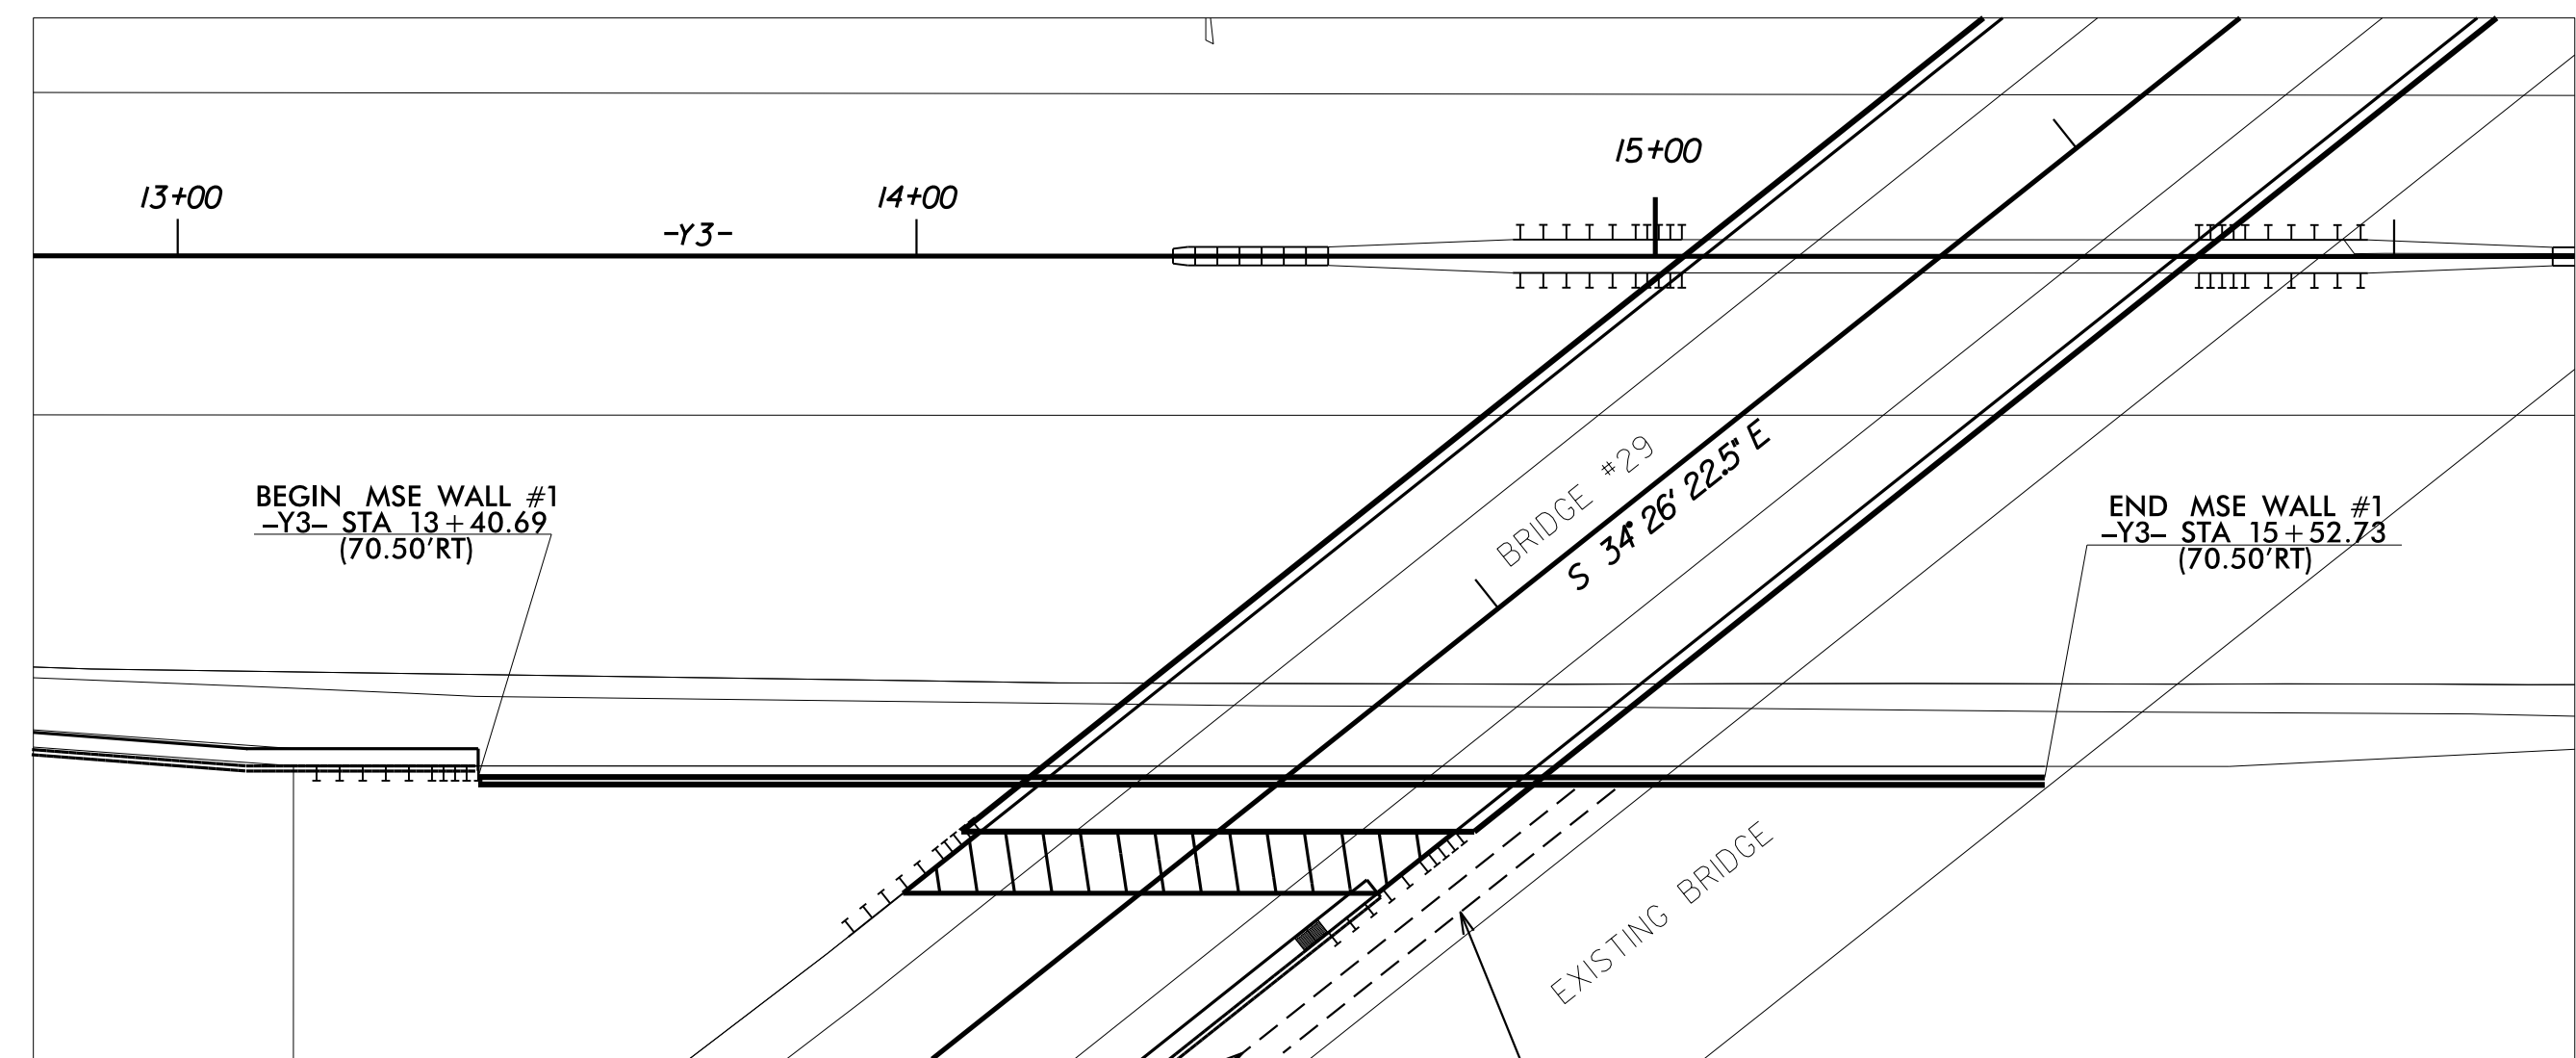 15+00
13+00
14+00
-Y3-
BRIDGE #29
S 34° 26' 22.5" E
BEGIN MSE WALL #1
-Y3- STA 13+40.69
(70.50'RT)
END MSE WALL #1
-Y3- STA 15+52.73
(70.50'RT)
EXISTING BRIDGE